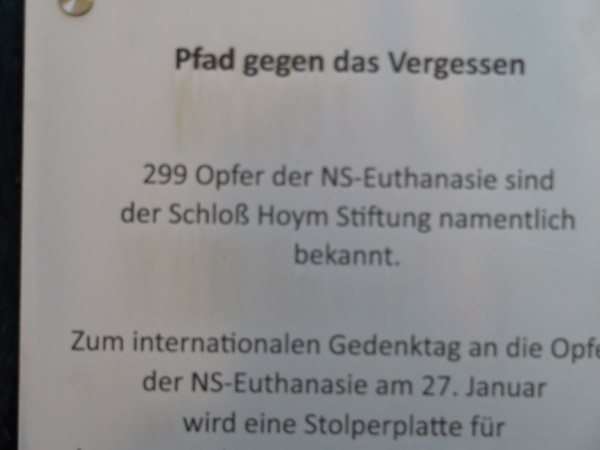 Pfad gegen das Vergessen
299 Opfer der NS-Euthanasie sind
der Schloß Hoym Stiftung namentlich
bekannt.
Zum internationalen Gedenktag an die Opfe
der NS-Euthanasie am 27. Januar
wird eine Stolperplatte für